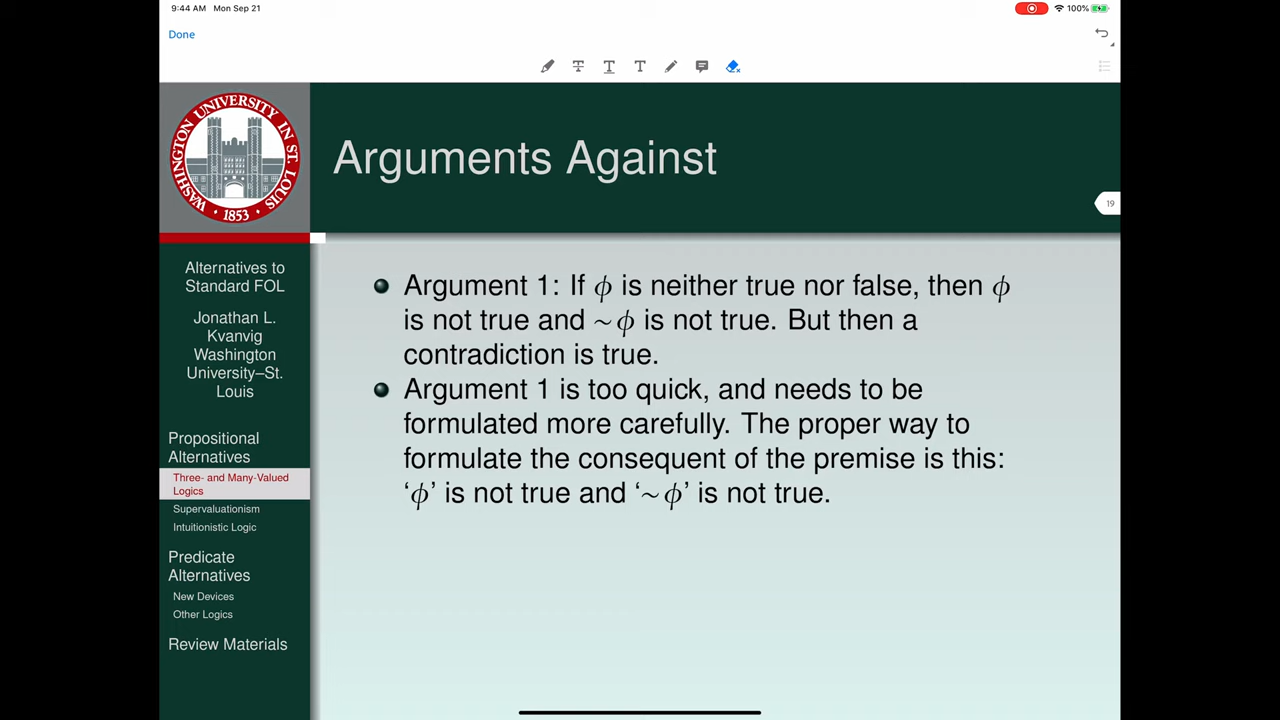 9:44 AM Mon Sep 21
100%
Done
WASHINGTON UNIVERSITY IN ST. LOUIS
1853
Arguments Against
19
Alternatives to
Standard FOL
Jonathan L.
Kvanvig
Washington
University–St.
Louis
Propositional
Alternatives
Three- and Many-Valued
Logics
Supervaluationism
Intuitionistic Logic
Predicate
Alternatives
New Devices
Other Logics
Review Materials
Argument 1: If ϕ is neither true nor false, then ϕ
is not true and ∼ϕ is not true. But then a
contradiction is true.
Argument 1 is too quick, and needs to be
formulated more carefully. The proper way to
formulate the consequent of the premise is this:
‘ϕ’ is not true and ‘∼ϕ’ is not true.